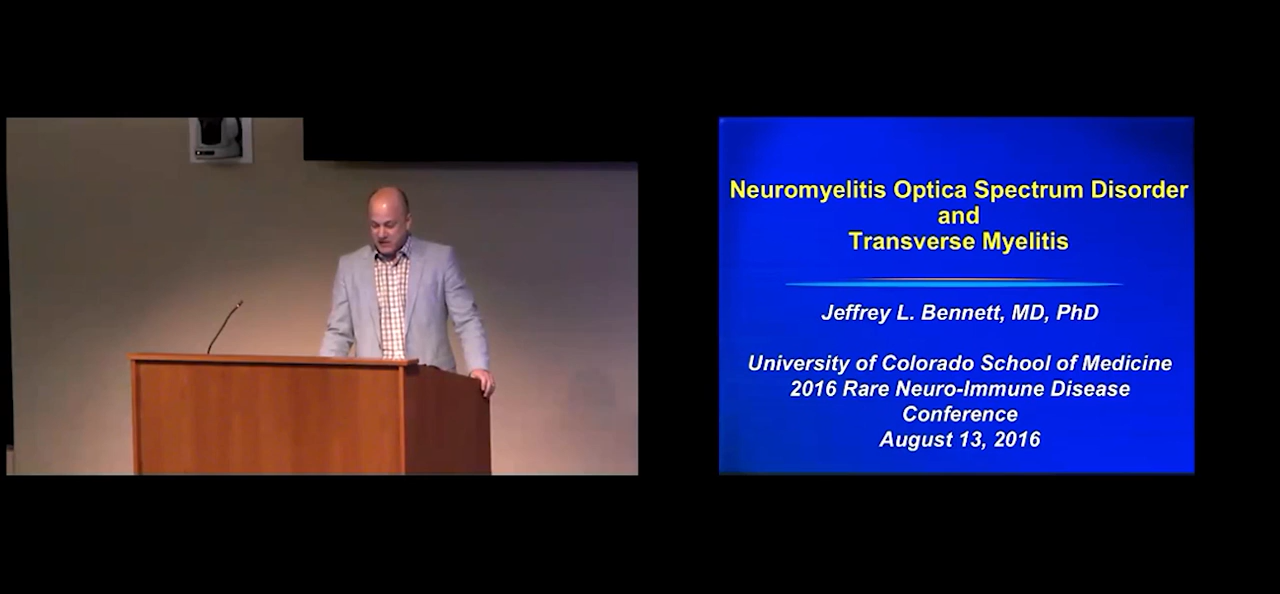 Neuromyelitis Optica Spectrum Disorder
and
Transverse Myelitis
Jeffrey L. Bennett, MD, PhD
University of Colorado School of Medicine
2016 Rare Neuro-Immune Disease
Conference
August 13, 2016